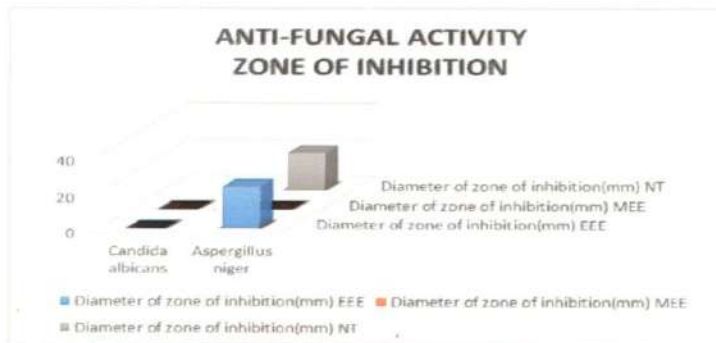 ANTI-FUNGAL ACTIVITY
ZONE OF INHIBITION
40
20
0
Diameter of zone of inhibition(mm) NT
Diameter of zone of inhibition(mm) MEE
Diameter of zone of inhibition(mm) EEE
Candida
albicans
Aspergillus
niger
Diameter of zone of inhibition(mm) EEE
Diameter of zone of inhibition(mm) MEE
Diameter of zone of inhibition(mm) NT